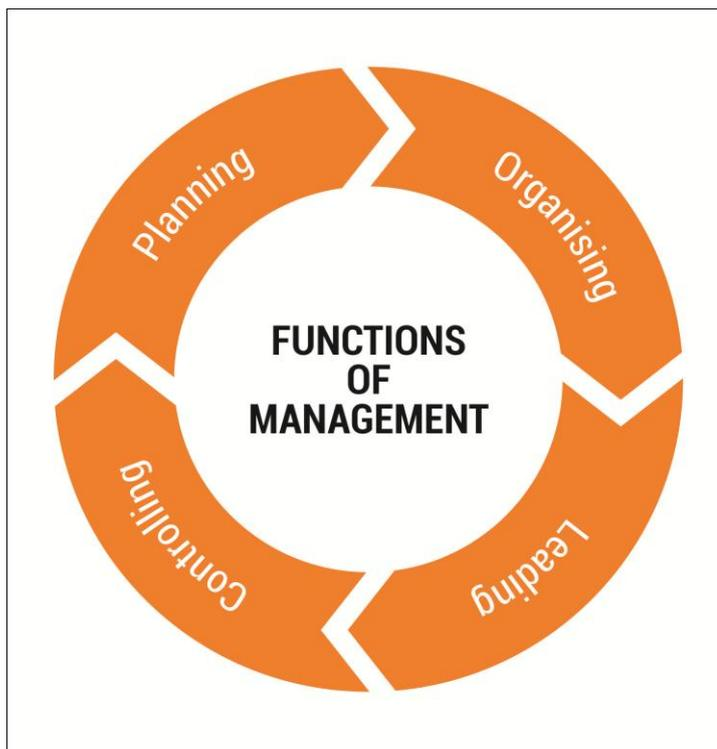 Planning
Organising
FUNCTIONS
OF
MANAGEMENT
Controlling
Leading